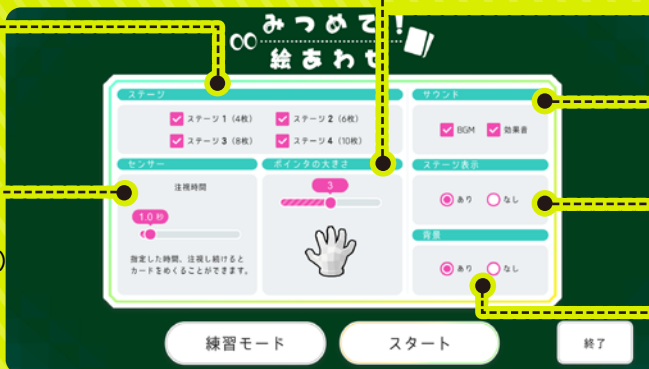 みつめて!
絵あわせ
ステージ
ステージ 1 (4枚)
ステージ 2 (6枚)
ステージ 3 (8枚)
ステージ 4 (10枚)
サウンド
BGM
効果音
センサー
注視時間
1.0 秒
指定した時間、注視し続けると
カードをめくることができます。
ポインタの大きさ
3
ステージ表示
あり
なし
背景
あり
なし
練習モード
スタート
終了